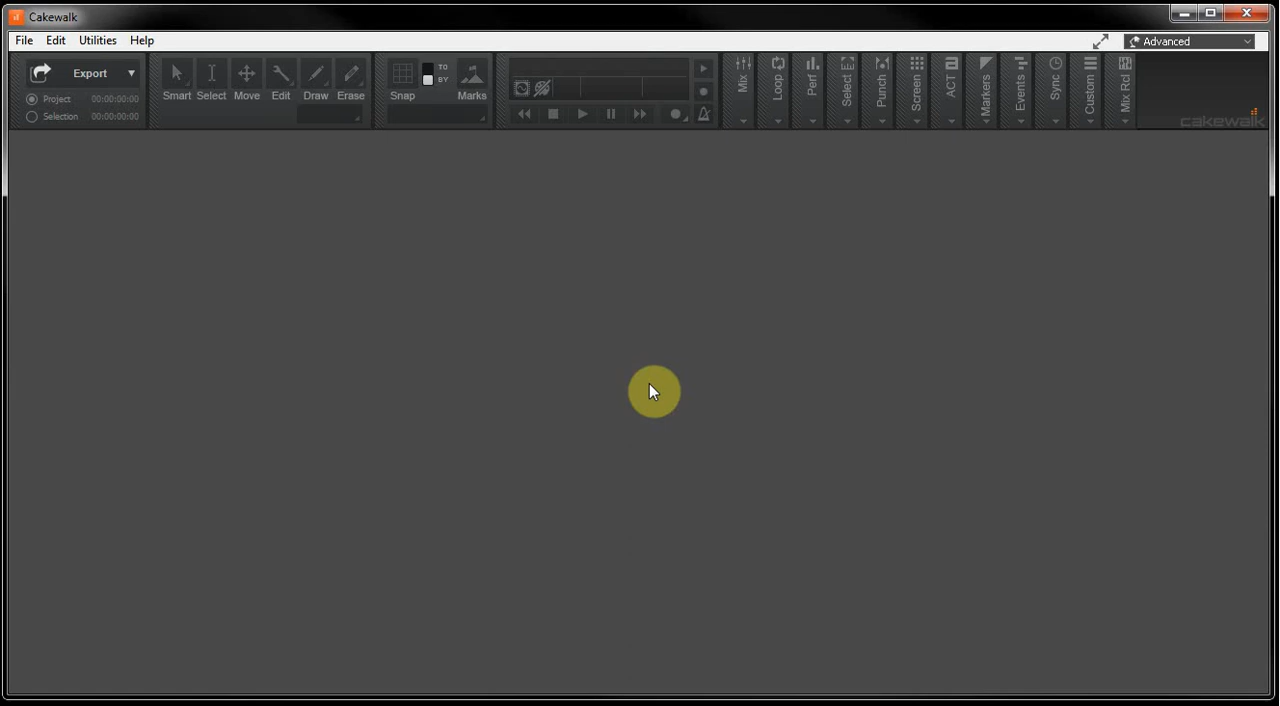 Cakewalk
File Edit Utilities Help
Advanced
Export
Project 00:00:00:00
Selection 00:00:00:00
Smart Select Move Edit Draw Erase
Snap
TO
BY
Marks
Mix
Loop
Perf
Select
Punch
Screen
ACT
Markers
Events
Sync
Custom
Mix Rcl
cakewalk